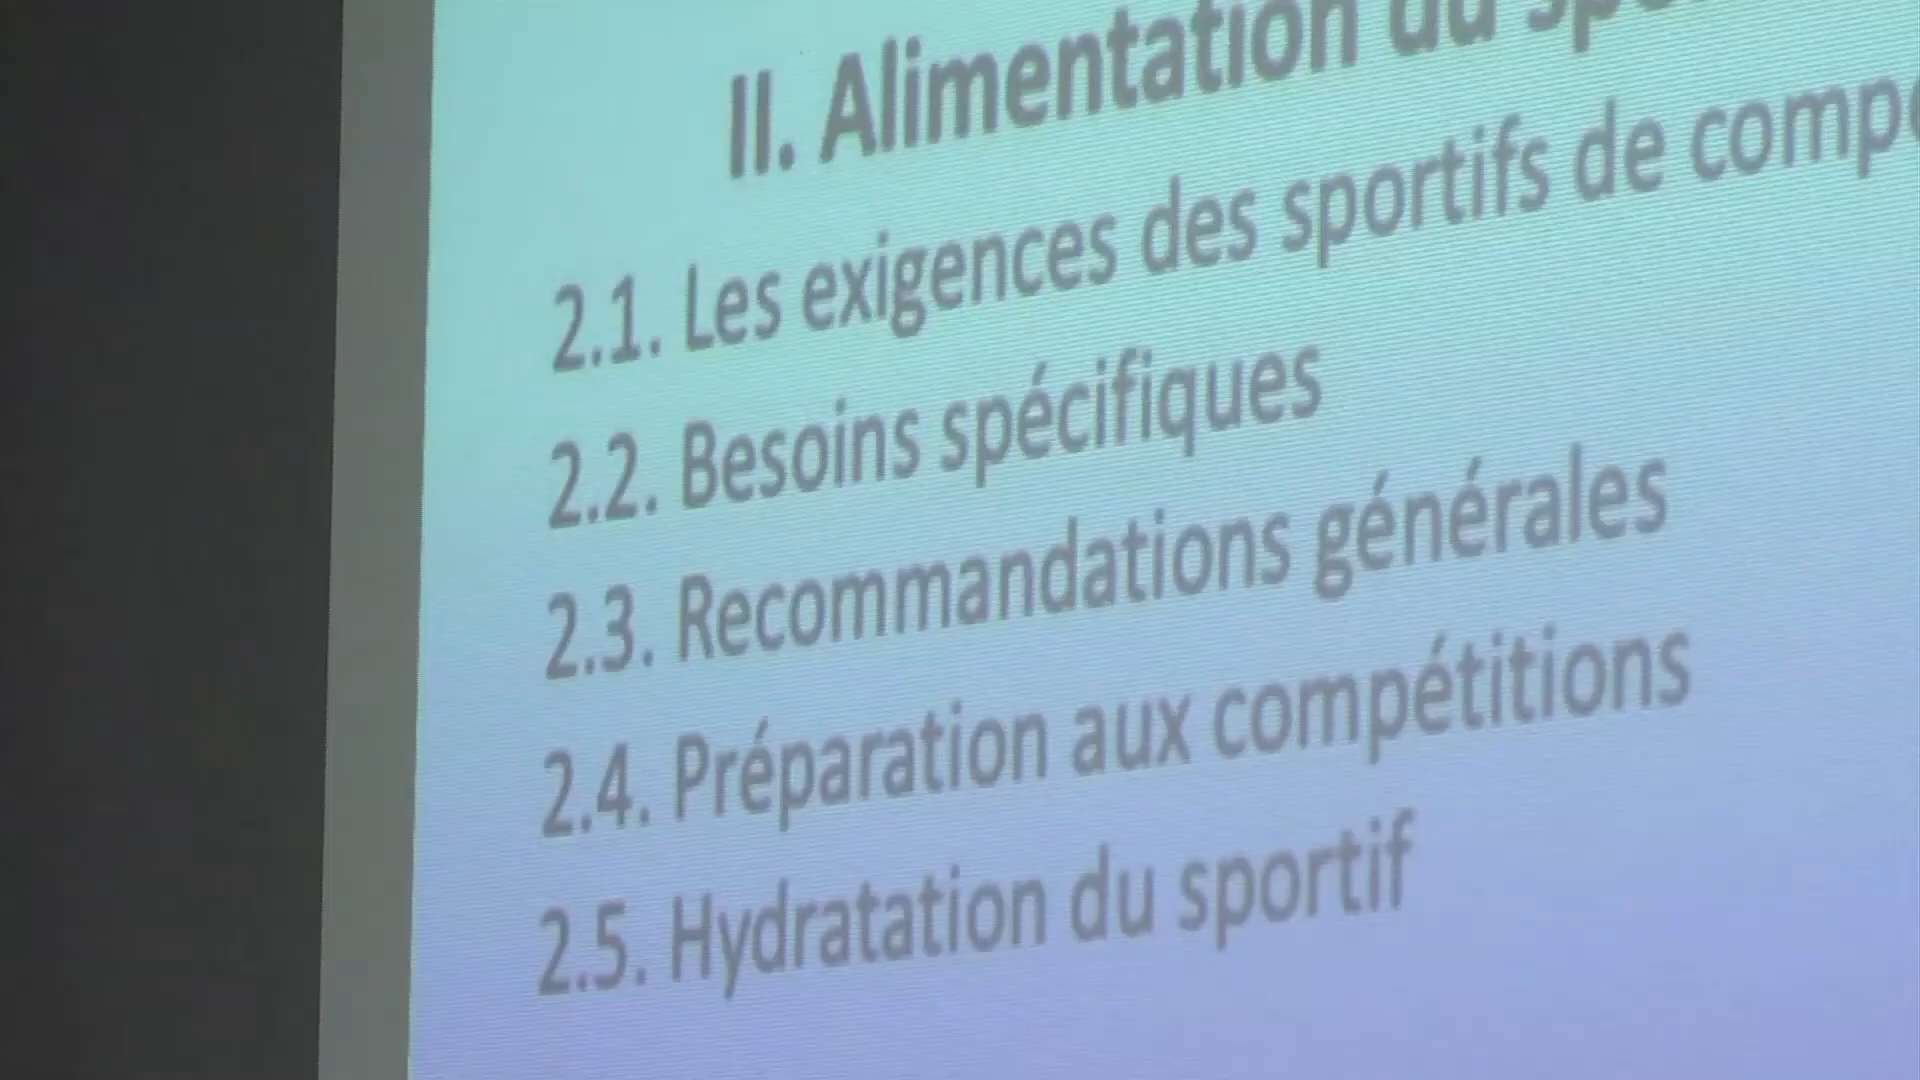 II. Alimentation du
2.1. Les exigences des sportifs de
2.2. Besoins spécifiques
2.3. Recommandations générales
2.4. Préparation aux compétitions
2.5. Hydratation du sportif